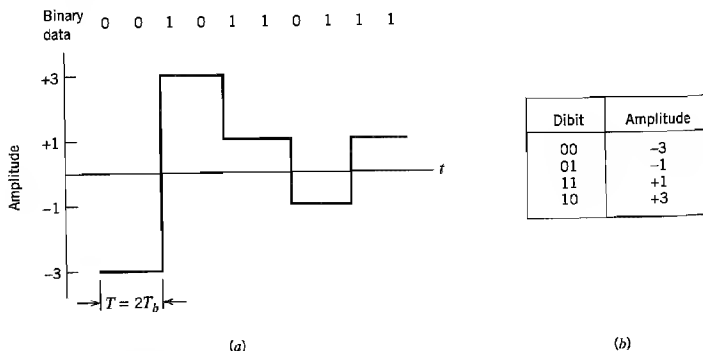 Binary
data
0 0 1 0 1 1 0 1 1 1
Amplitude
+3
+1
−1
−3
t
T = 2T_b
(a)
Dibit Amplitude
00 −3
01 −1
11 +1
10 +3
(b)